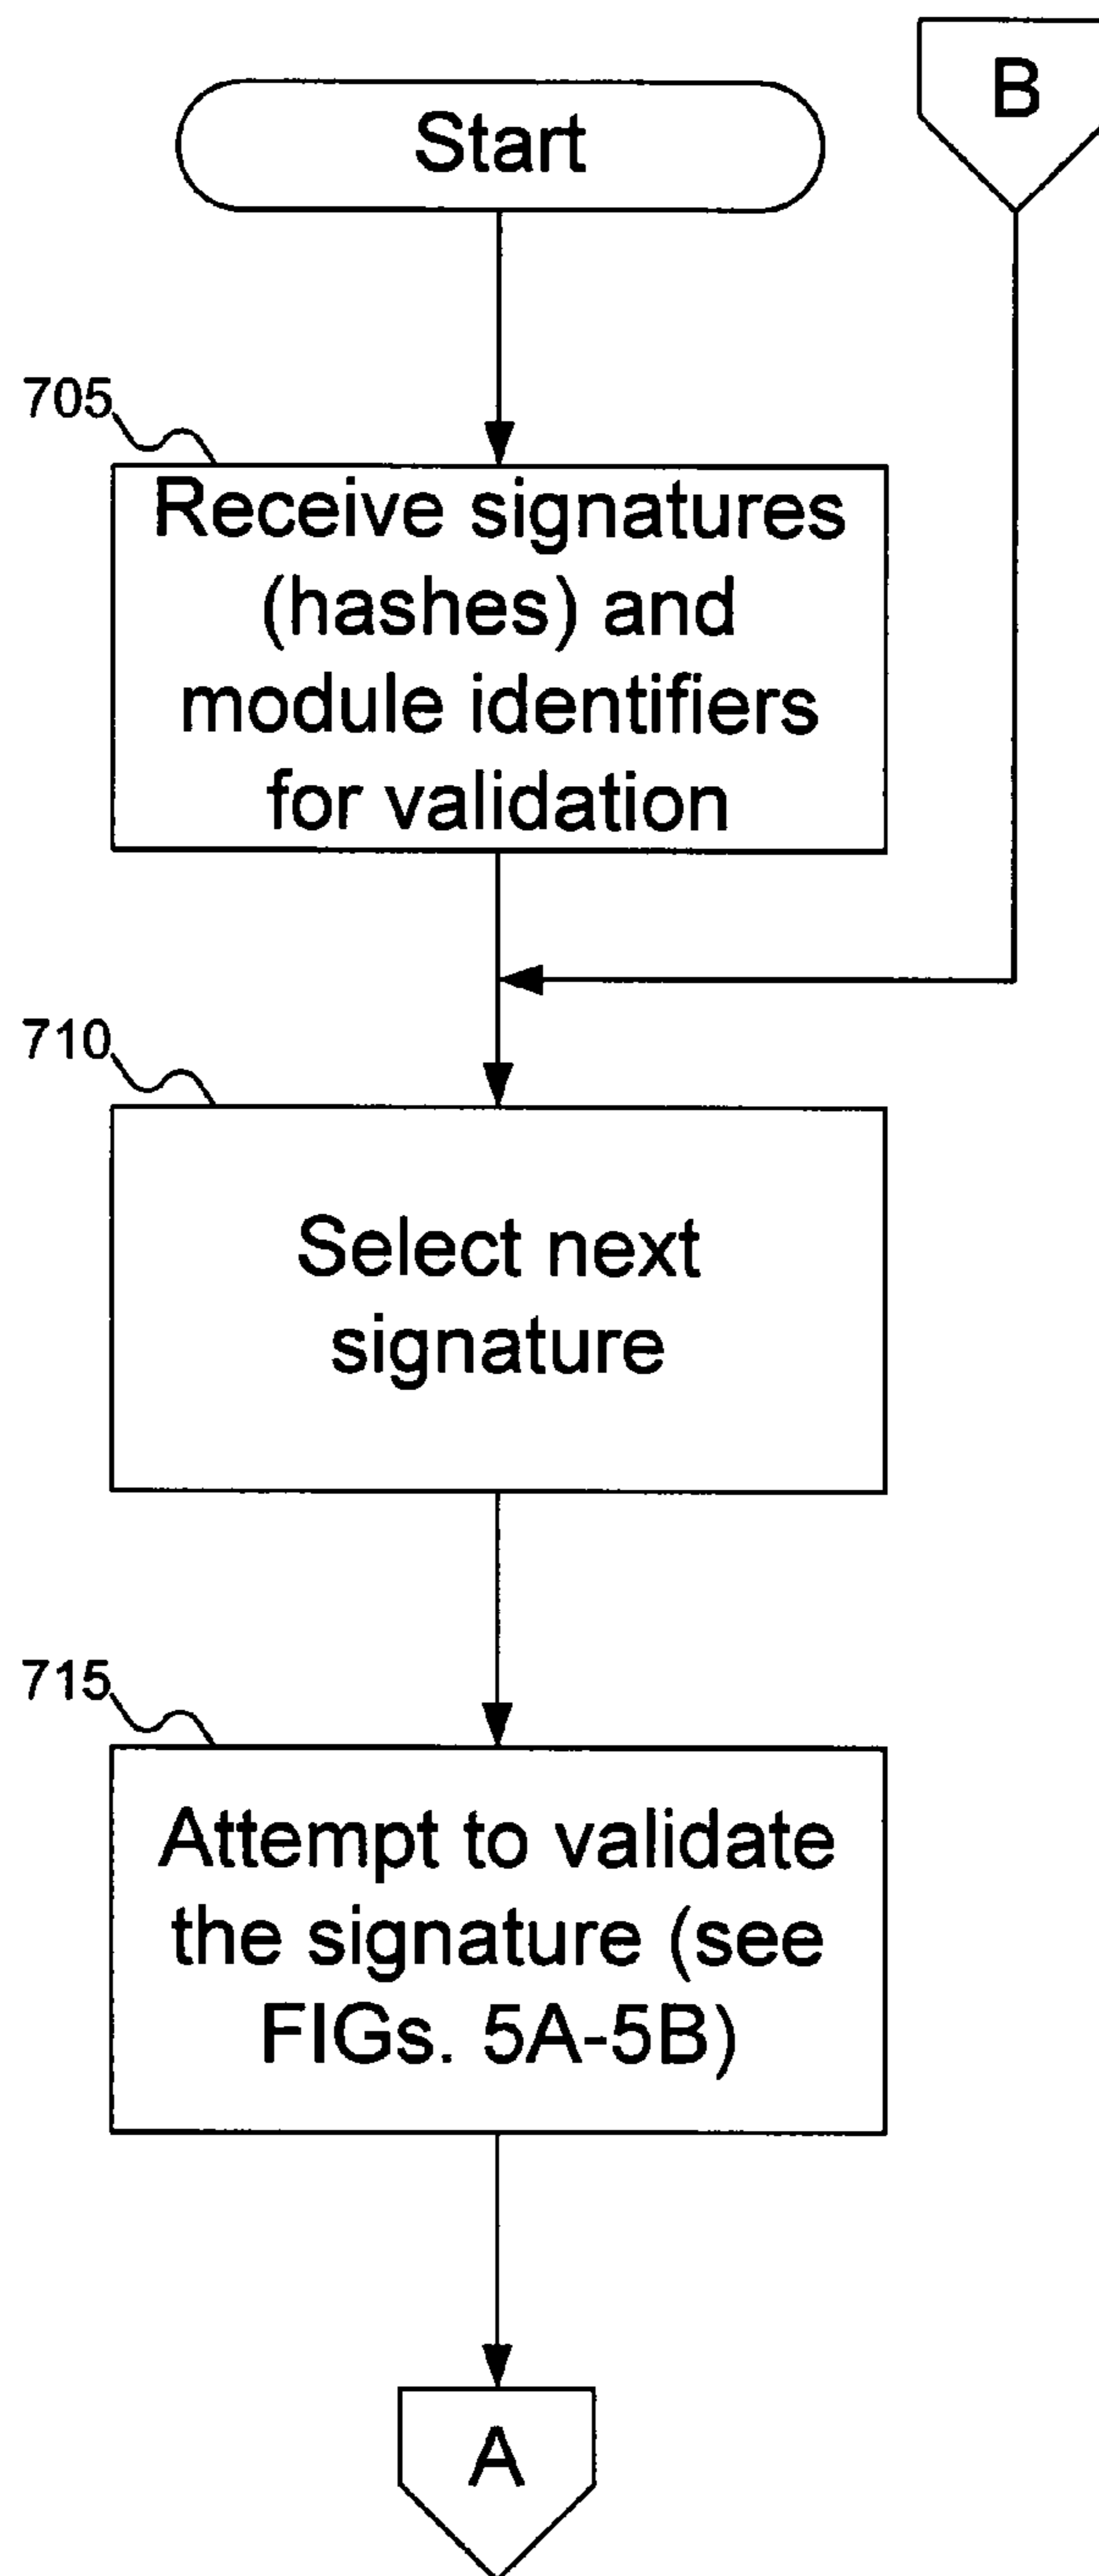 Start
B
705
Receive signatures
(hashes) and
module identifiers
for validation
710
Select next
signature
715
Attempt to validate
the signature (see
FIGs. 5A-5B)
A